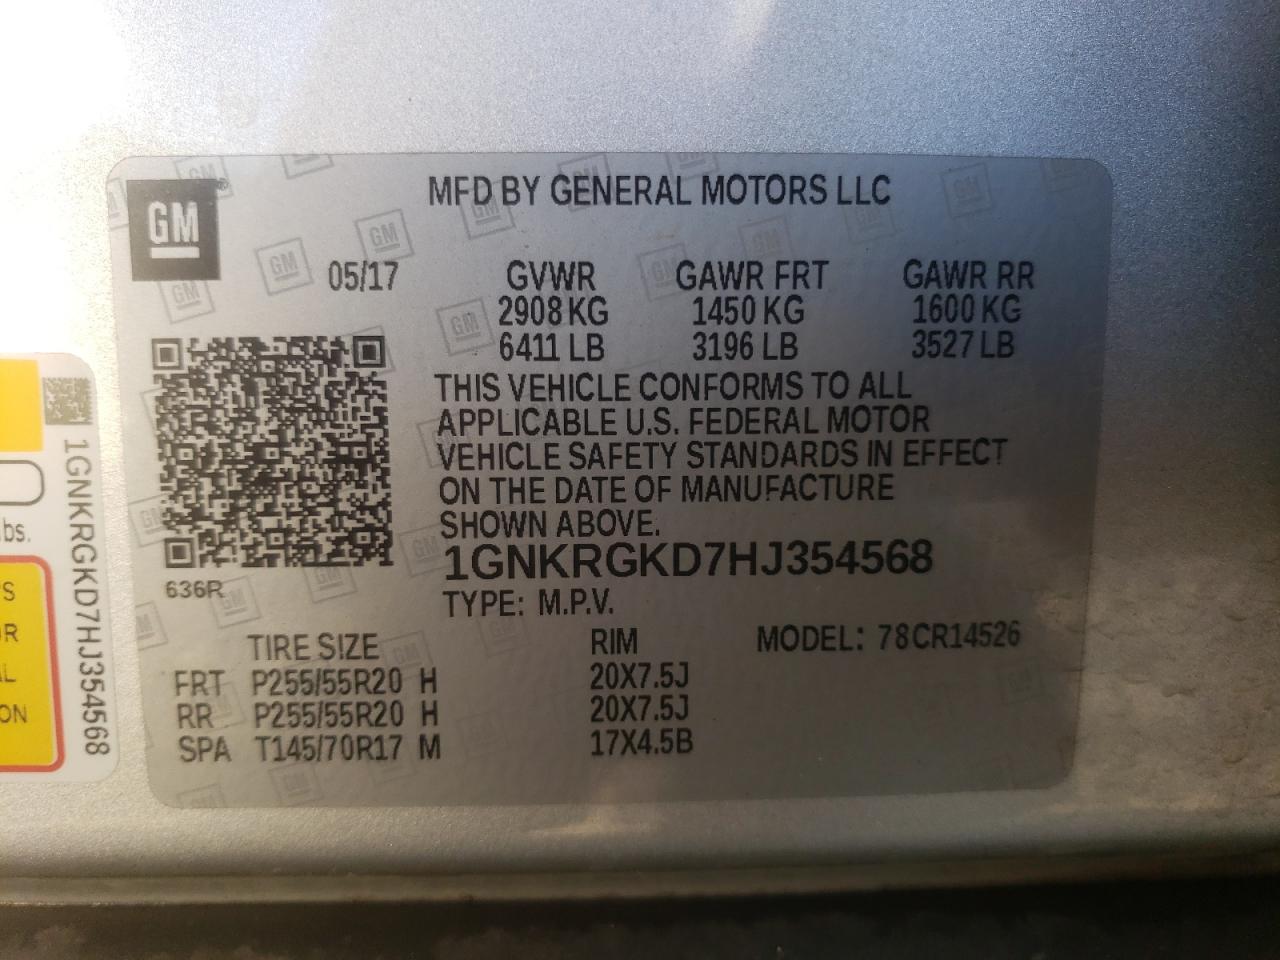 GM
MFD BY GENERAL MOTORS LLC
05/17 GVWR GAWR FRT GAWR RR
2908 KG 1450 KG 1600 KG
6411 LB 3196 LB 3527 LB
THIS VEHICLE CONFORMS TO ALL
APPLICABLE U.S. FEDERAL MOTOR
VEHICLE SAFETY STANDARDS IN EFFECT
ON THE DATE OF MANUFACTURE
SHOWN ABOVE.
1GNKRGKD7HJ354568
636R
TYPE: M.P.V.
TIRE SIZE RIM MODEL: 78CR14526
FRT P255/55R20 H 20X7.5J
RR P255/55R20 H 20X7.5J
SPA T145/70R17 M 17X4.5B
1GNKRGKD7HJ354568
lbs.